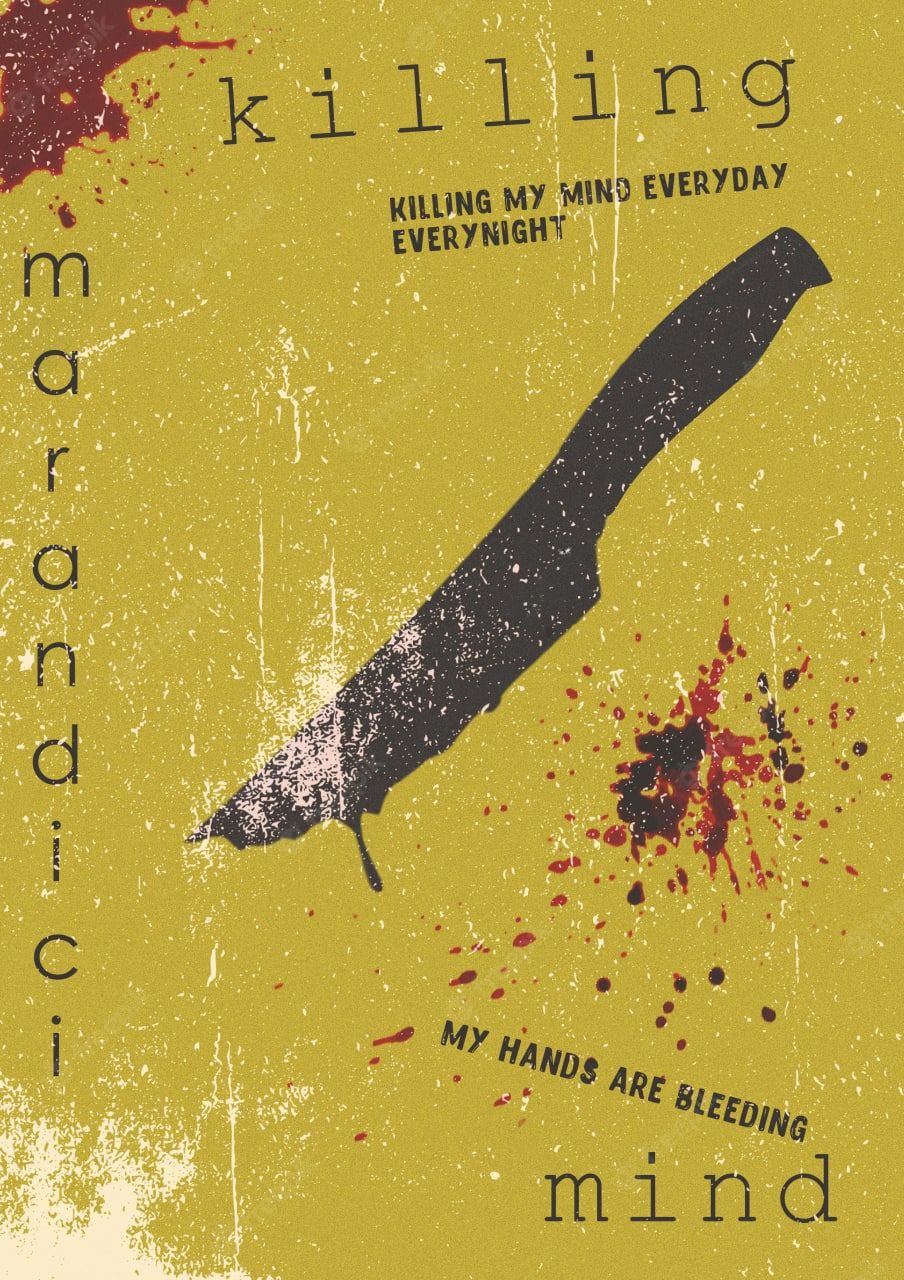 killing
KILLING MY MIND EVERYDAY
EVERYNIGHT
marandici
MY HANDS ARE BLEEDING
mind